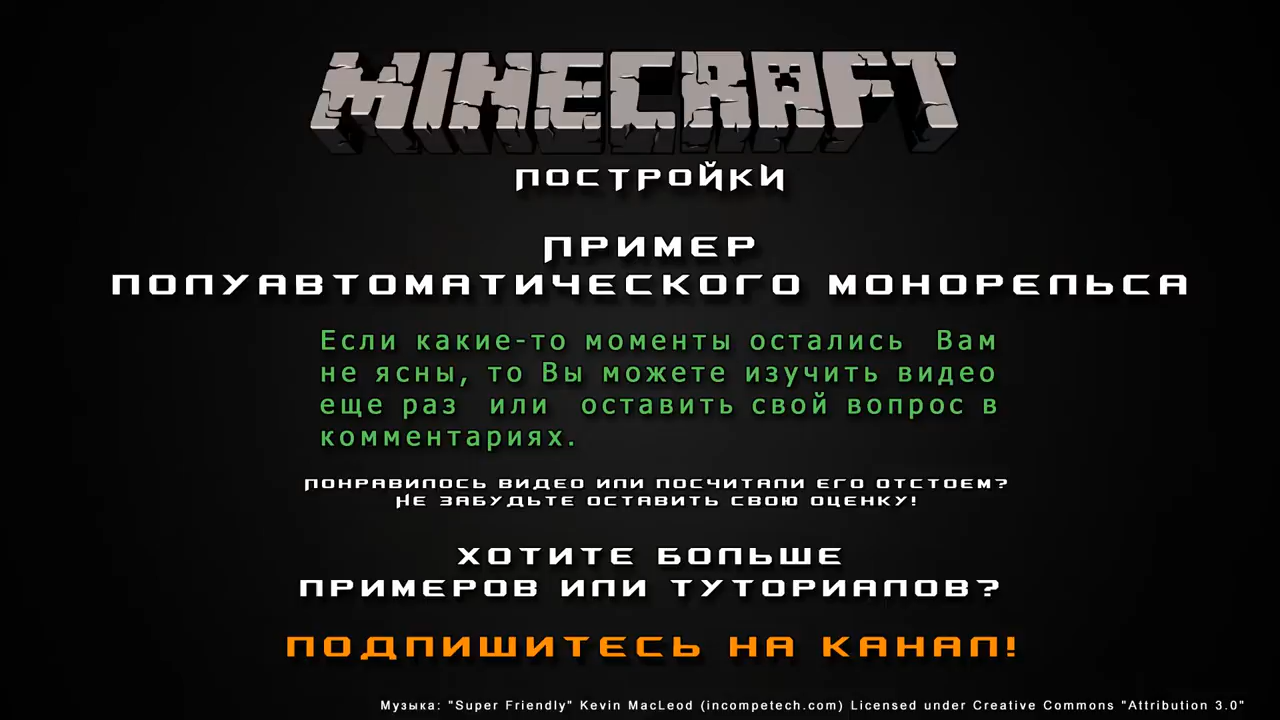 MINECRAFT
ПОСТРОЙКИ
ПРИМЕР
ПОЛУАВТОМАТИЧЕСКОГО МОНОРЕЛЬСА
Если какие-то моменты остались Вам
не ясны, то Вы можете изучить видео
еще раз или оставить свой вопрос в
комментариях.
Понравилось видео или посчитали его отстоем?
Не забудьте оставить свою оценку!
ХОТИТЕ БОЛЬШЕ
ПРИМЕРОВ ИЛИ ТУТОРИАЛОВ?
ПОДПИШИТЕСЬ НА КАНАЛ!
Музыка: "Super Friendly" Kevin MacLeod (incompetech.com) Licensed under Creative Commons "Attribution 3.0"